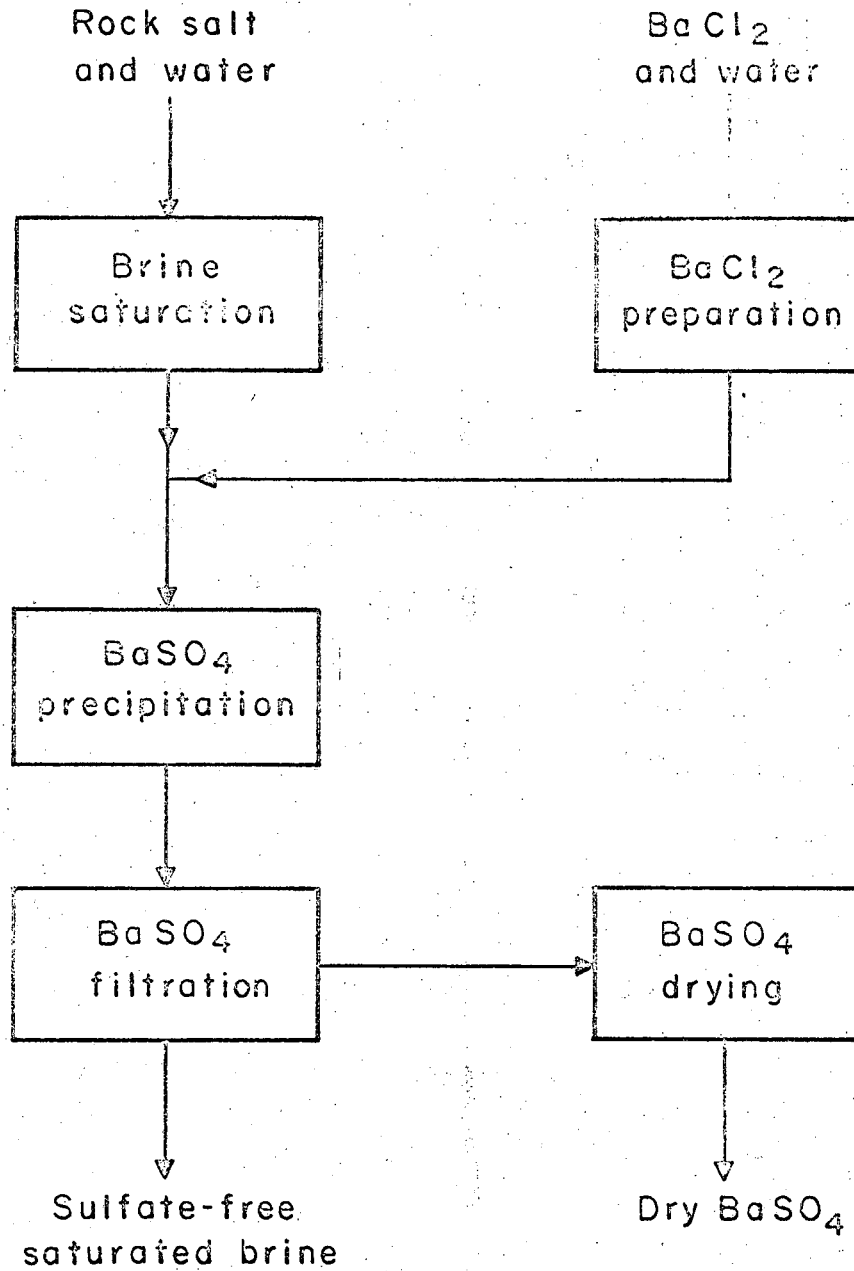 Rock salt
and water
BaCl₂
and water
Brine
saturation
BaCl₂
preparation
BaSO₄
precipitation
BaSO₄
filtration
BaSO₄
drying
Sulfate-free
saturated brine
Dry BaSO₄